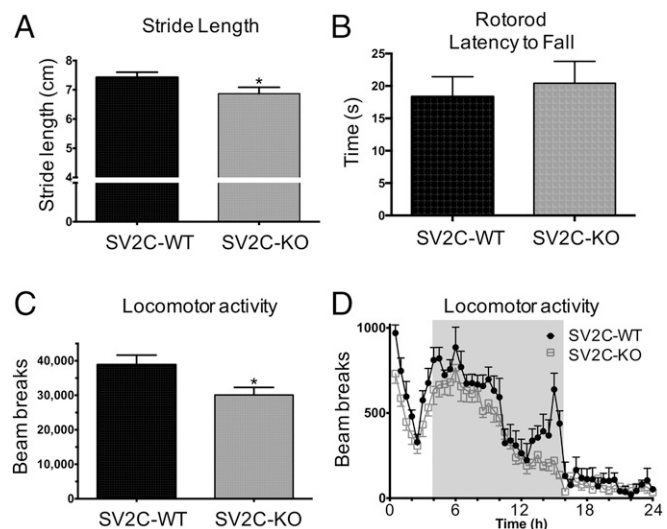 A
Stride Length
Stride length (cm)
8
7
6
5
4
0
*
SV2C-WT
SV2C-KO
B
Rotorod
Latency to Fall
Time (s)
25
20
15
10
5
0
SV2C-WT
SV2C-KO
C
Locomotor activity
Beam breaks
40,000
30,000
20,000
10,000
0
*
SV2C-WT
SV2C-KO
D
Locomotor activity
SV2C-WT
SV2C-KO
Beam breaks
1000
500
0
0
6
12
18
24
Time (h)